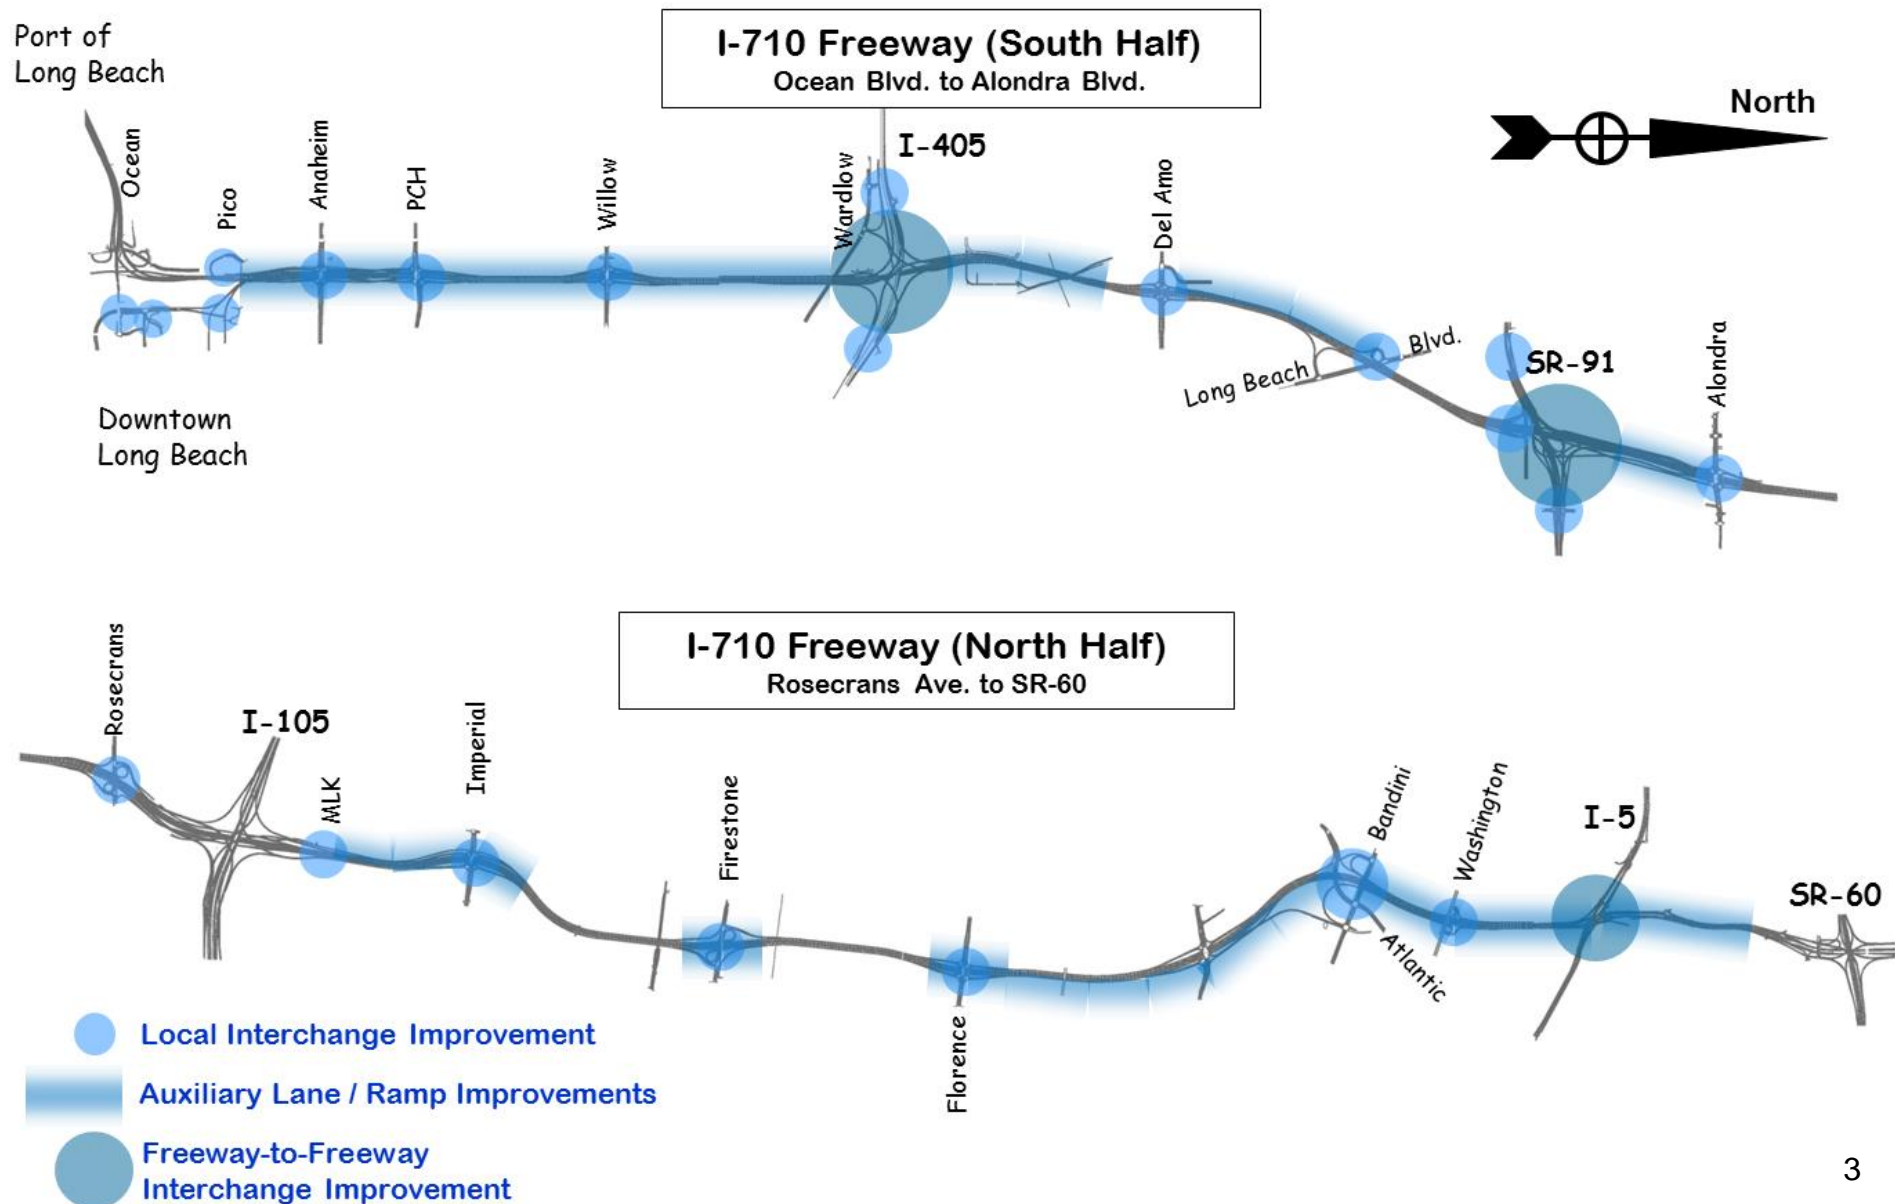 Port of
Long Beach
I-710 Freeway (South Half)
Ocean Blvd. to Alondra Blvd.
North
Ocean
Pico
Anaheim
PCH
Willow
Wardlow
I-405
Del Amo
Long Beach Blvd.
SR-91
Alondra
Downtown
Long Beach
I-710 Freeway (North Half)
Rosecrans Ave. to SR-60
Rosecrans
I-105
MLK
Imperial
Firestone
Florence
Bandini
Atlantic
Washington
I-5
SR-60
Local Interchange Improvement
Auxiliary Lane / Ramp Improvements
Freeway-to-Freeway
Interchange Improvement
3